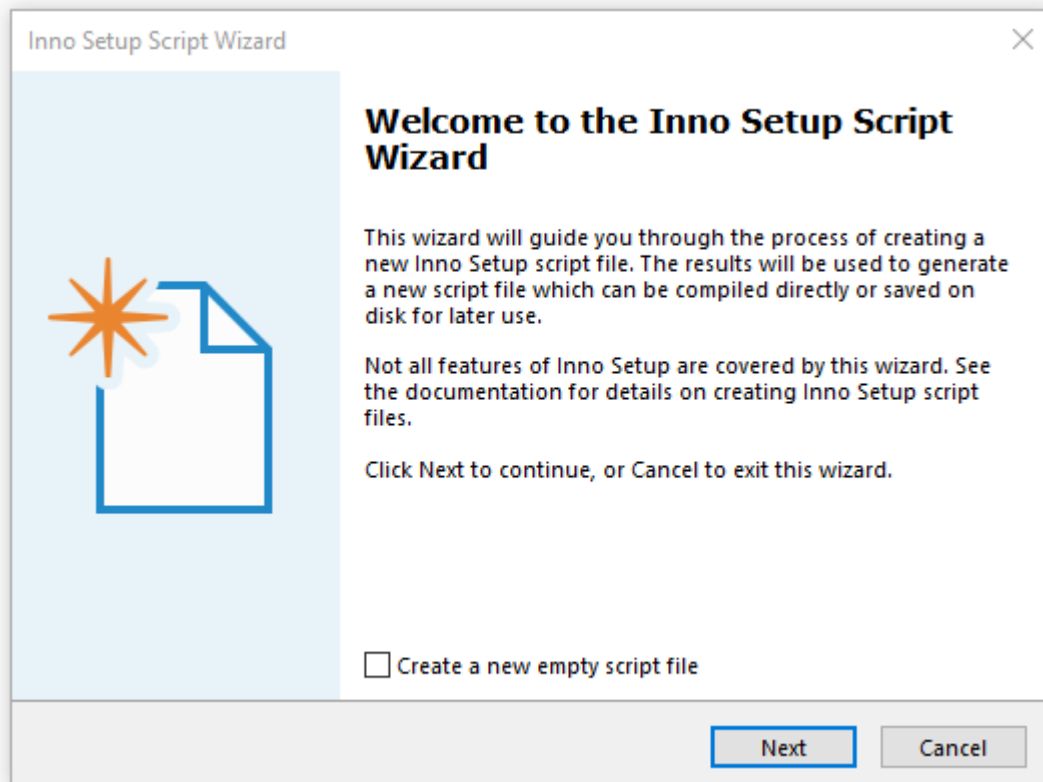 Inno Setup Script Wizard
Welcome to the Inno Setup Script
Wizard
This wizard will guide you through the process of creating a
new Inno Setup script file. The results will be used to generate
a new script file which can be compiled directly or saved on
disk for later use.
Not all features of Inno Setup are covered by this wizard. See
the documentation for details on creating Inno Setup script
files.
Click Next to continue, or Cancel to exit this wizard.
Create a new empty script file
Next
Cancel